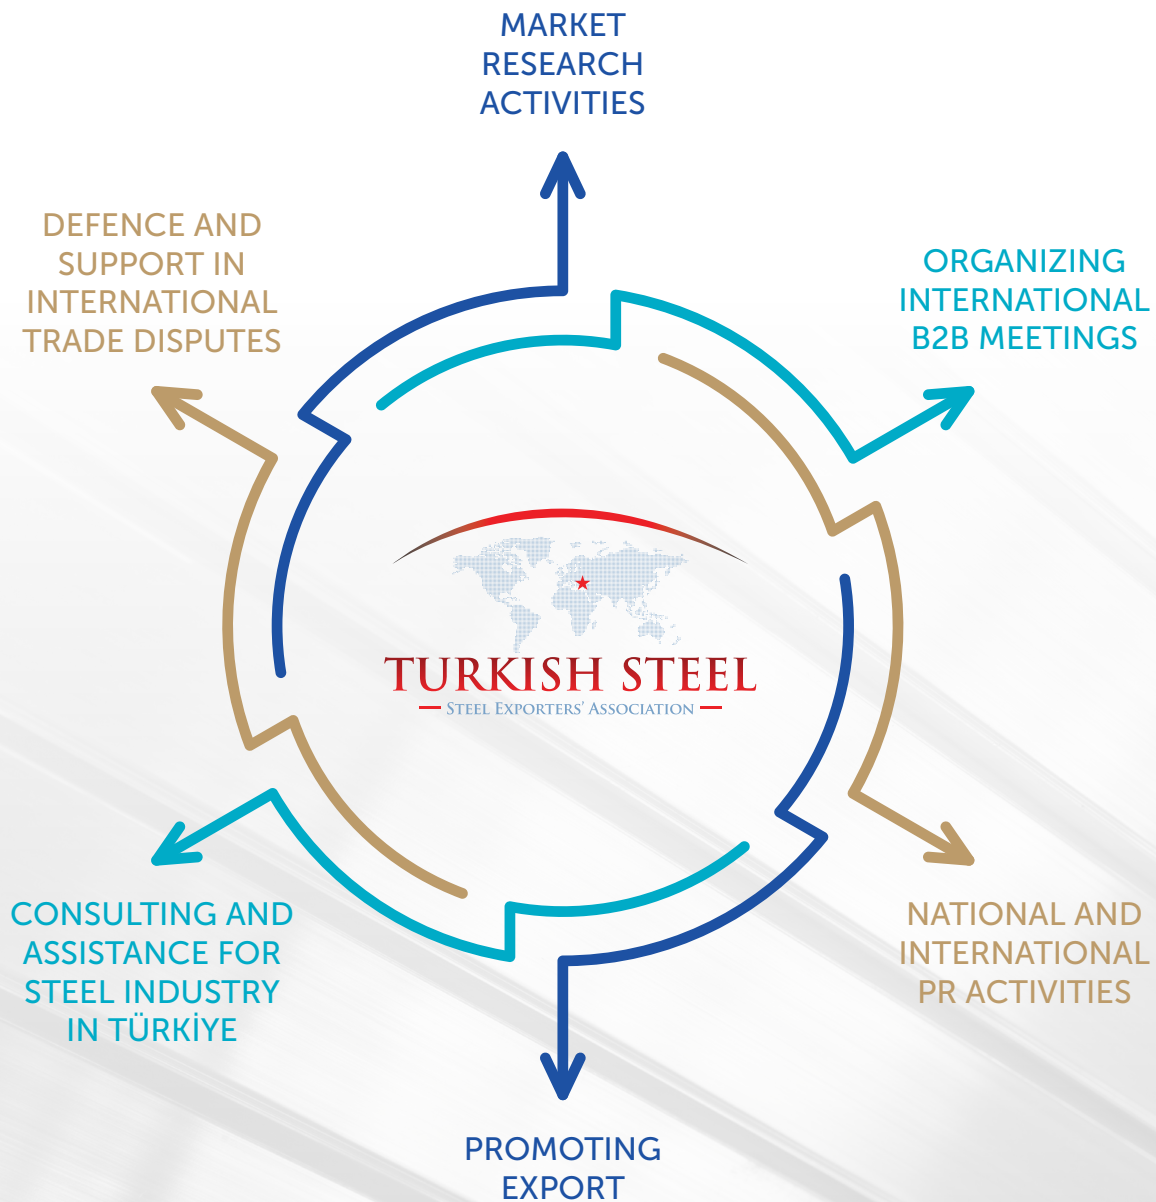 MARKET
RESEARCH
ACTIVITIES
DEFENCE AND
SUPPORT IN
INTERNATIONAL
TRADE DISPUTES
ORGANIZING
INTERNATIONAL
B2B MEETINGS
TURKISH STEEL
STEEL EXPORTERS' ASSOCIATION
CONSULTING AND
ASSISTANCE FOR
STEEL INDUSTRY
IN TÜRKİYE
NATIONAL AND
INTERNATIONAL
PR ACTIVITIES
PROMOTING
EXPORT